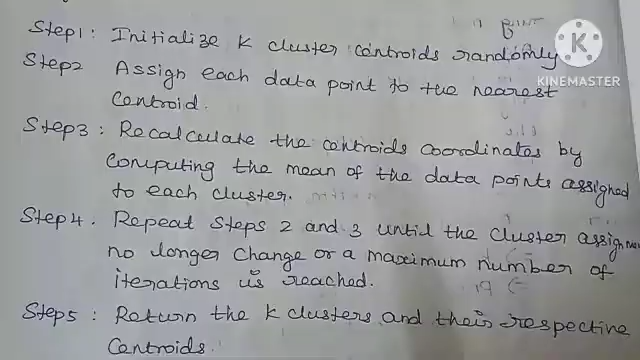 Step1: Initialize K cluster centroids randomly
Step2 Assign each data point to the nearest
centroid.
Step3: Recalculate the centroids coordinates by
computing the mean of the data points assigned
to each cluster.
Step4. Repeat Steps 2 and 3 until the cluster assignmen
no longer change or a maximum number of
iterations is reached.
Step5: Return the K clusters and their respective
centroids.
K
KINEMASTER